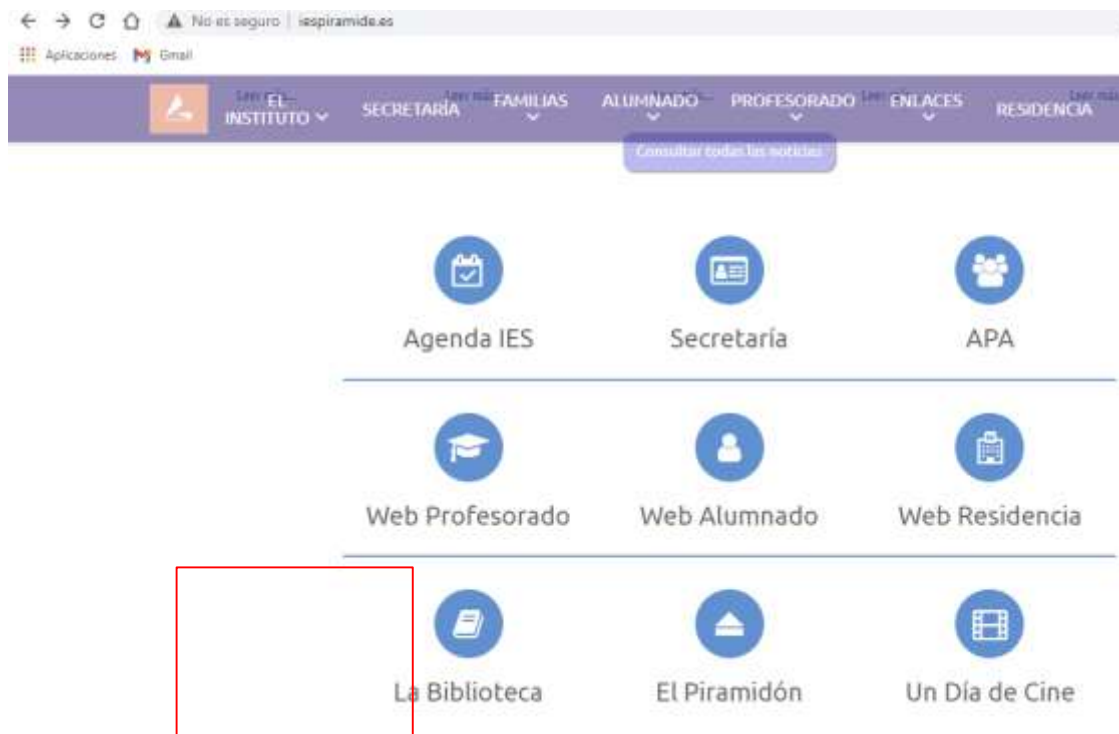 No es seguro | iespiramide.es
Aplicaciones Gmail
EL INSTITUTO SECRETARÍA FAMILIAS ALUMNADO PROFESORADO ENLACES RESIDENCIA
Consultar todas las noticias
Agenda IES Secretaría APA
Web Profesorado Web Alumnado Web Residencia
La Biblioteca El Piramidón Un Día de Cine